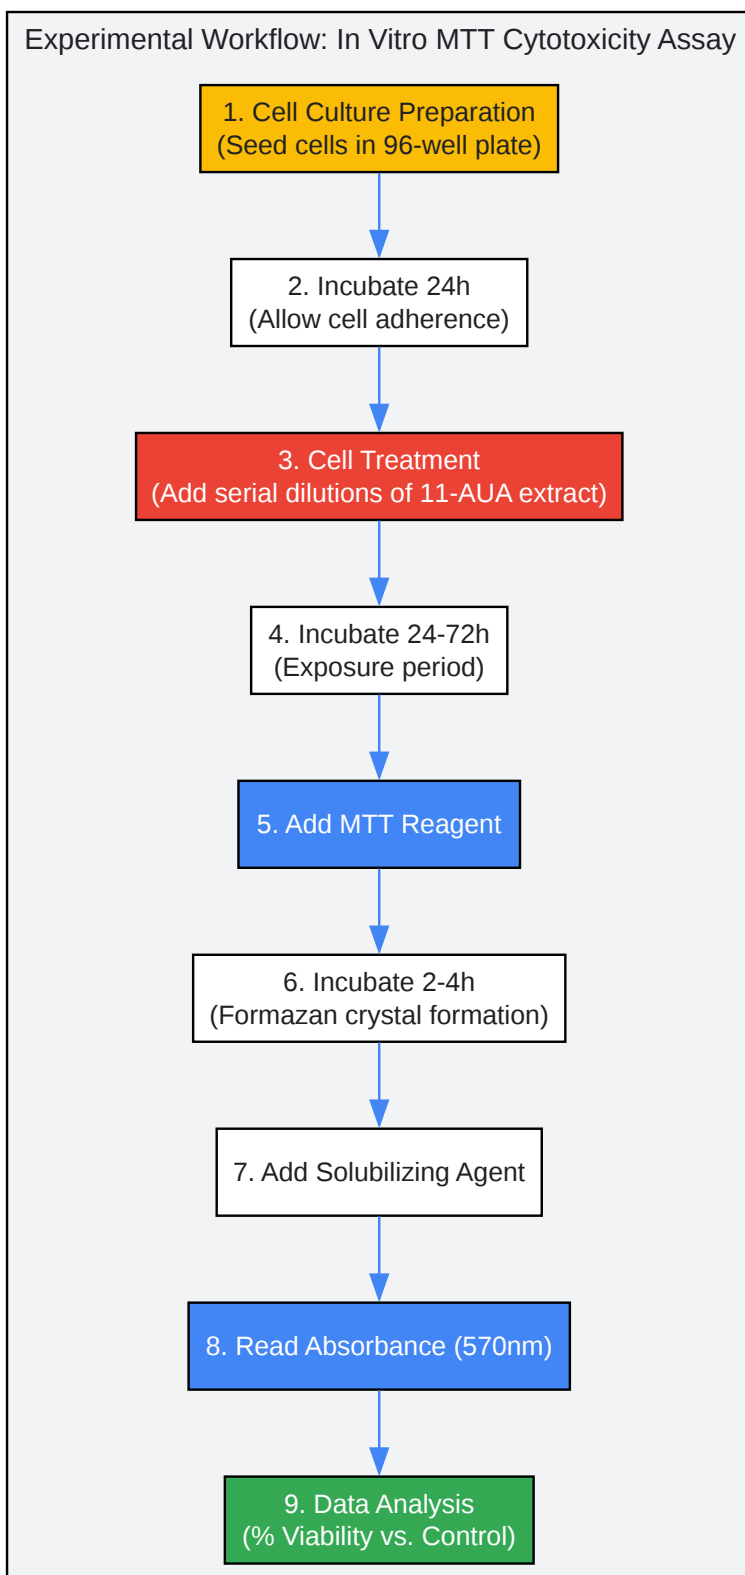 Experimental Workflow: In Vitro MTT Cytotoxicity Assay
1. Cell Culture Preparation
(Seed cells in 96-well plate)
2. Incubate 24h
(Allow cell adherence)
3. Cell Treatment
(Add serial dilutions of 11-AUA extract)
4. Incubate 24-72h
(Exposure period)
5. Add MTT Reagent
6. Incubate 2-4h
(Formazan crystal formation)
7. Add Solubilizing Agent
8. Read Absorbance (570nm)
9. Data Analysis
(% Viability vs. Control)